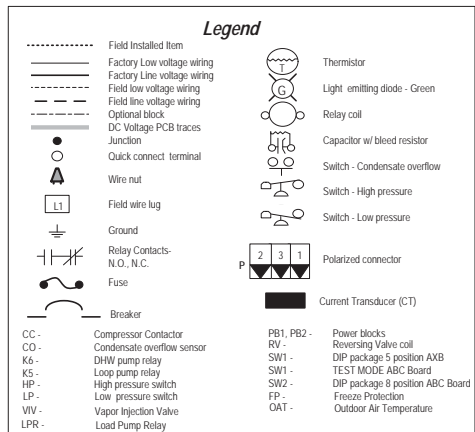 Legend
Field Installed Item
Factory Low voltage wiring
Factory Line voltage wiring
Field low voltage wiring
Field line voltage wiring
Optional block
DC Voltage PCB traces
Junction
Quick connect terminal
Wire nut
L1
Field wire lug
Ground
Relay Contacts-
N.O., N.C.
Fuse
Breaker
T
Thermistor
G
Light emitting diode - Green
Relay coil
Capacitor w/ bleed resistor
Switch - Condensate overflow
Switch - High pressure
Switch - Low pressure
P 2 3 1
Polarized connector
Current Transducer (CT)
CC - Compressor Contactor
CO - Condensate overflow sensor
K6 - DHW pump relay
K5 - Loop pump relay
HP - High pressure switch
LP - Low pressure switch
VIV - Vapor Injection Valve
LPR - Load Pump Relay
PB1, PB2 - Power blocks
RV - Reversing Valve coil
SW1 - DIP package 5 position AXB
SW1 - TEST MODE ABC Board
SW2 - DIP package 8 position ABC Board
FP - Freeze Protection
OAT - Outdoor Air Temperature